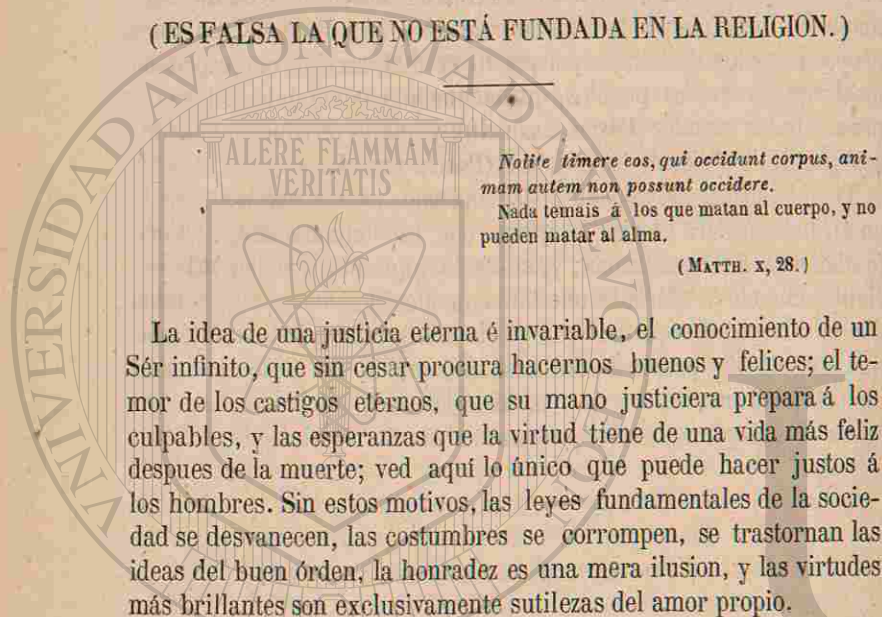 (ES FALSA LA QUE NO ESTÁ FUNDADA EN LA RELIGION.)
UNIVERSIDAD AUTONOMA DE NUEVO LEON
ALERE FLAMMAM
VERITATIS
Nolite timere eos, qui occidunt corpus, ani-
mam autem non possunt occidere.
Nada temais á los que matan al cuerpo, y no
pueden matar al alma.
(MATTH. X, 28.)
La idea de una justicia eterna é invariable, el conocimiento de un
Sér infinito, que sin cesar procura hacernos buenos y felices; el te-
mor de los castigos eternos, que su mano justiciera prepara á los
culpables, y las esperanzas que la virtud tiene de una vida más feliz
despues de la muerte; ved aquí lo único que puede hacer justos á
los hombres. Sin estos motivos, las leyes fundamentales de la socie-
dad se desvanecen, las costumbres se corrompen, se trastornan las
ideas del buen órden, la honradez es una mera ilusion, y las virtudes
más brillantes son exclusivamente sutilezas del amor propio.